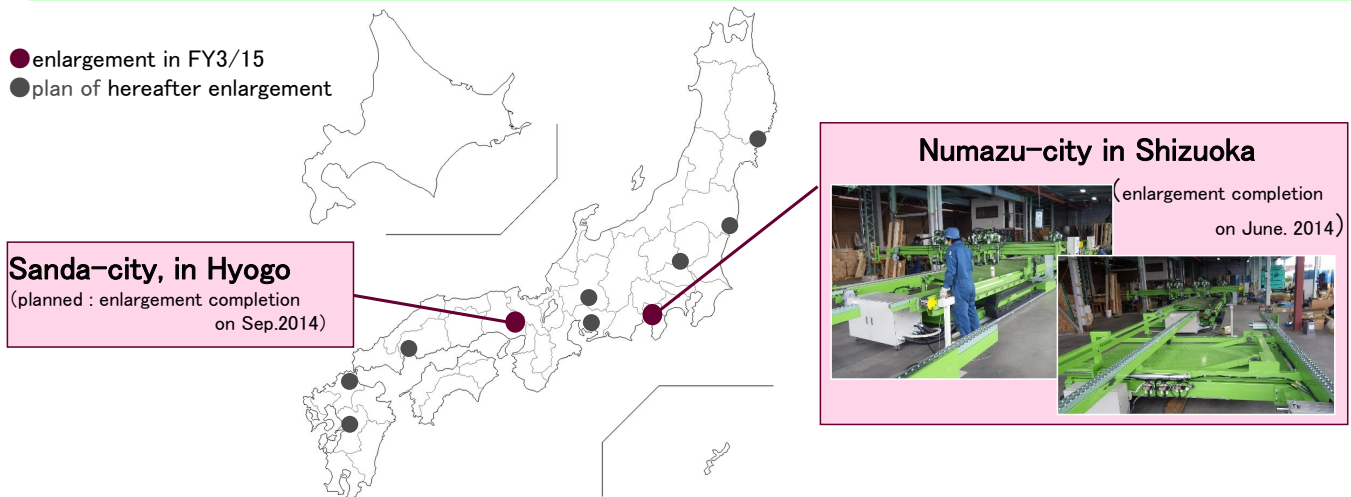 ●enlargement in FY3/15
●plan of hereafter enlargement
Numazu-city in Shizuoka
(enlargement completion
on June. 2014)
Sanda-city, in Hyogo
(planned : enlargement completion
on Sep.2014)